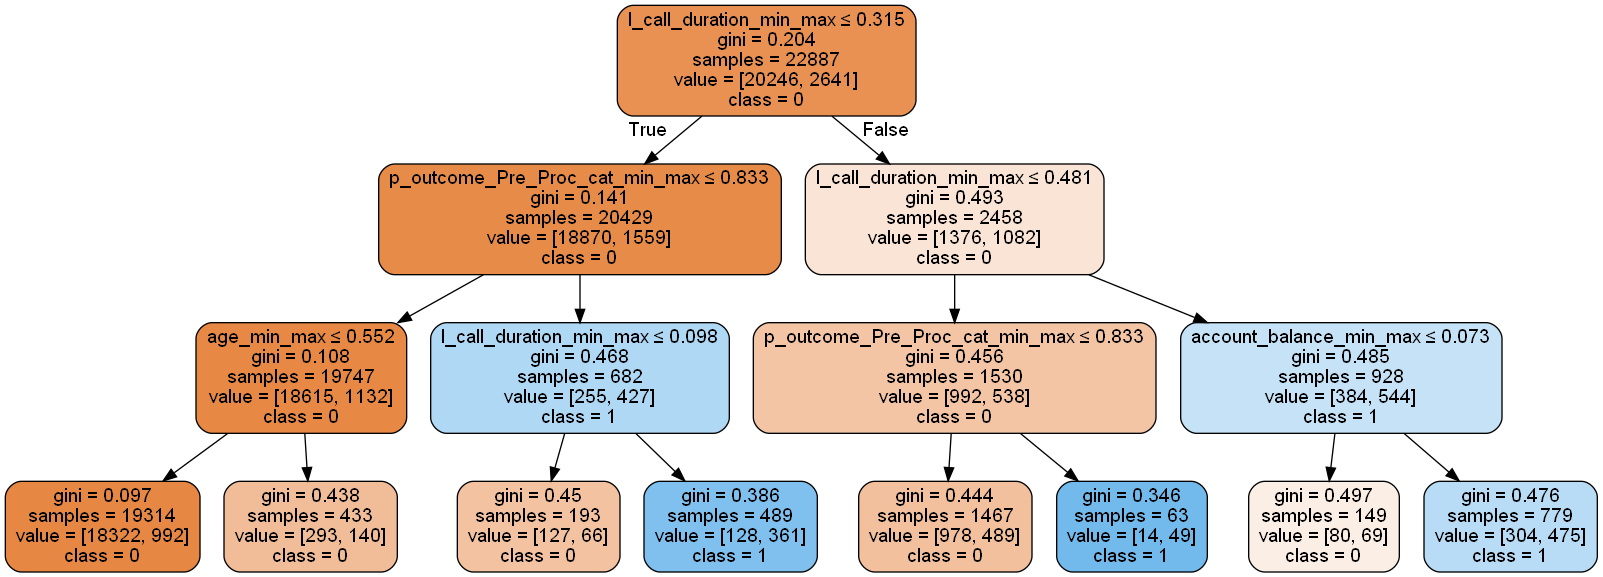 l_call_duration_min_max ≤ 0.315
gini = 0.204
samples = 22887
value = [20246, 2641]
class = 0
True
False
p_outcome_Pre_Proc_cat_min_max ≤ 0.833
gini = 0.141
samples = 20429
value = [18870, 1559]
class = 0
l_call_duration_min_max ≤ 0.481
gini = 0.493
samples = 2458
value = [1376, 1082]
class = 0
age_min_max ≤ 0.552
gini = 0.108
samples = 19747
value = [18615, 1132]
class = 0
l_call_duration_min_max ≤ 0.098
gini = 0.468
samples = 682
value = [255, 427]
class = 1
p_outcome_Pre_Proc_cat_min_max ≤ 0.833
gini = 0.456
samples = 1530
value = [992, 538]
class = 0
account_balance_min_max ≤ 0.073
gini = 0.485
samples = 928
value = [384, 544]
class = 1
gini = 0.097
samples = 19314
value = [18322, 992]
class = 0
gini = 0.438
samples = 433
value = [293, 140]
class = 0
gini = 0.45
samples = 193
value = [127, 66]
class = 0
gini = 0.386
samples = 489
value = [128, 361]
class = 1
gini = 0.444
samples = 1467
value = [978, 489]
class = 0
gini = 0.346
samples = 63
value = [14, 49]
class = 1
gini = 0.497
samples = 149
value = [80, 69]
class = 0
gini = 0.476
samples = 779
value = [304, 475]
class = 1